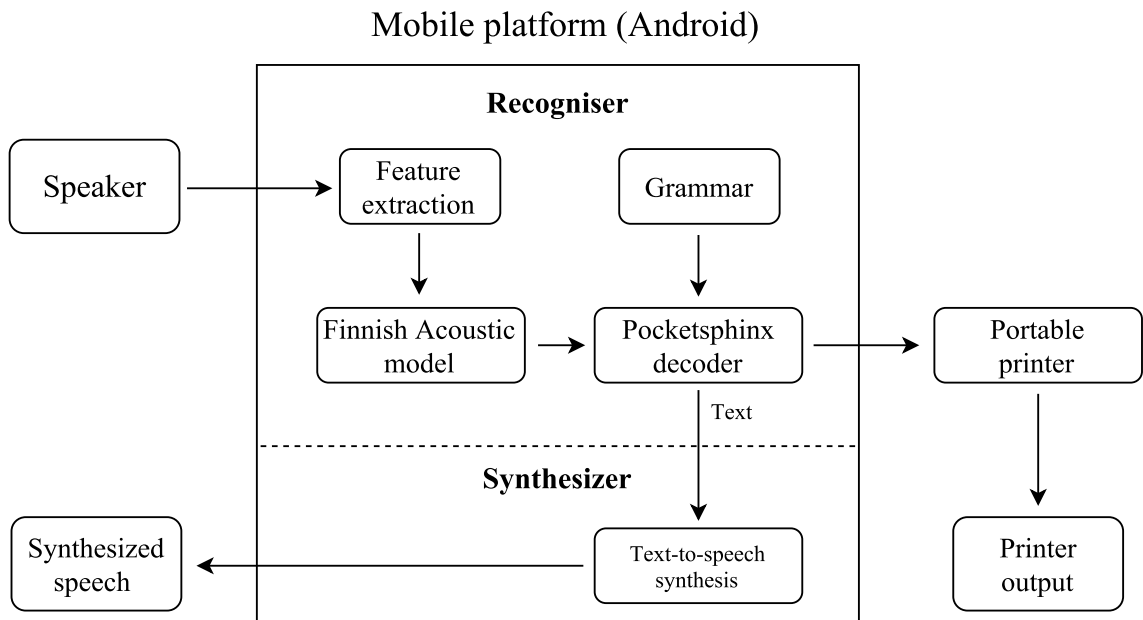 Mobile platform (Android)
Recogniser
Speaker
Feature
extraction
Grammar
Finnish Acoustic
model
Pocketsphinx
decoder
Portable
printer
Text
Synthesizer
Synthesized
speech
Text-to-speech
synthesis
Printer
output